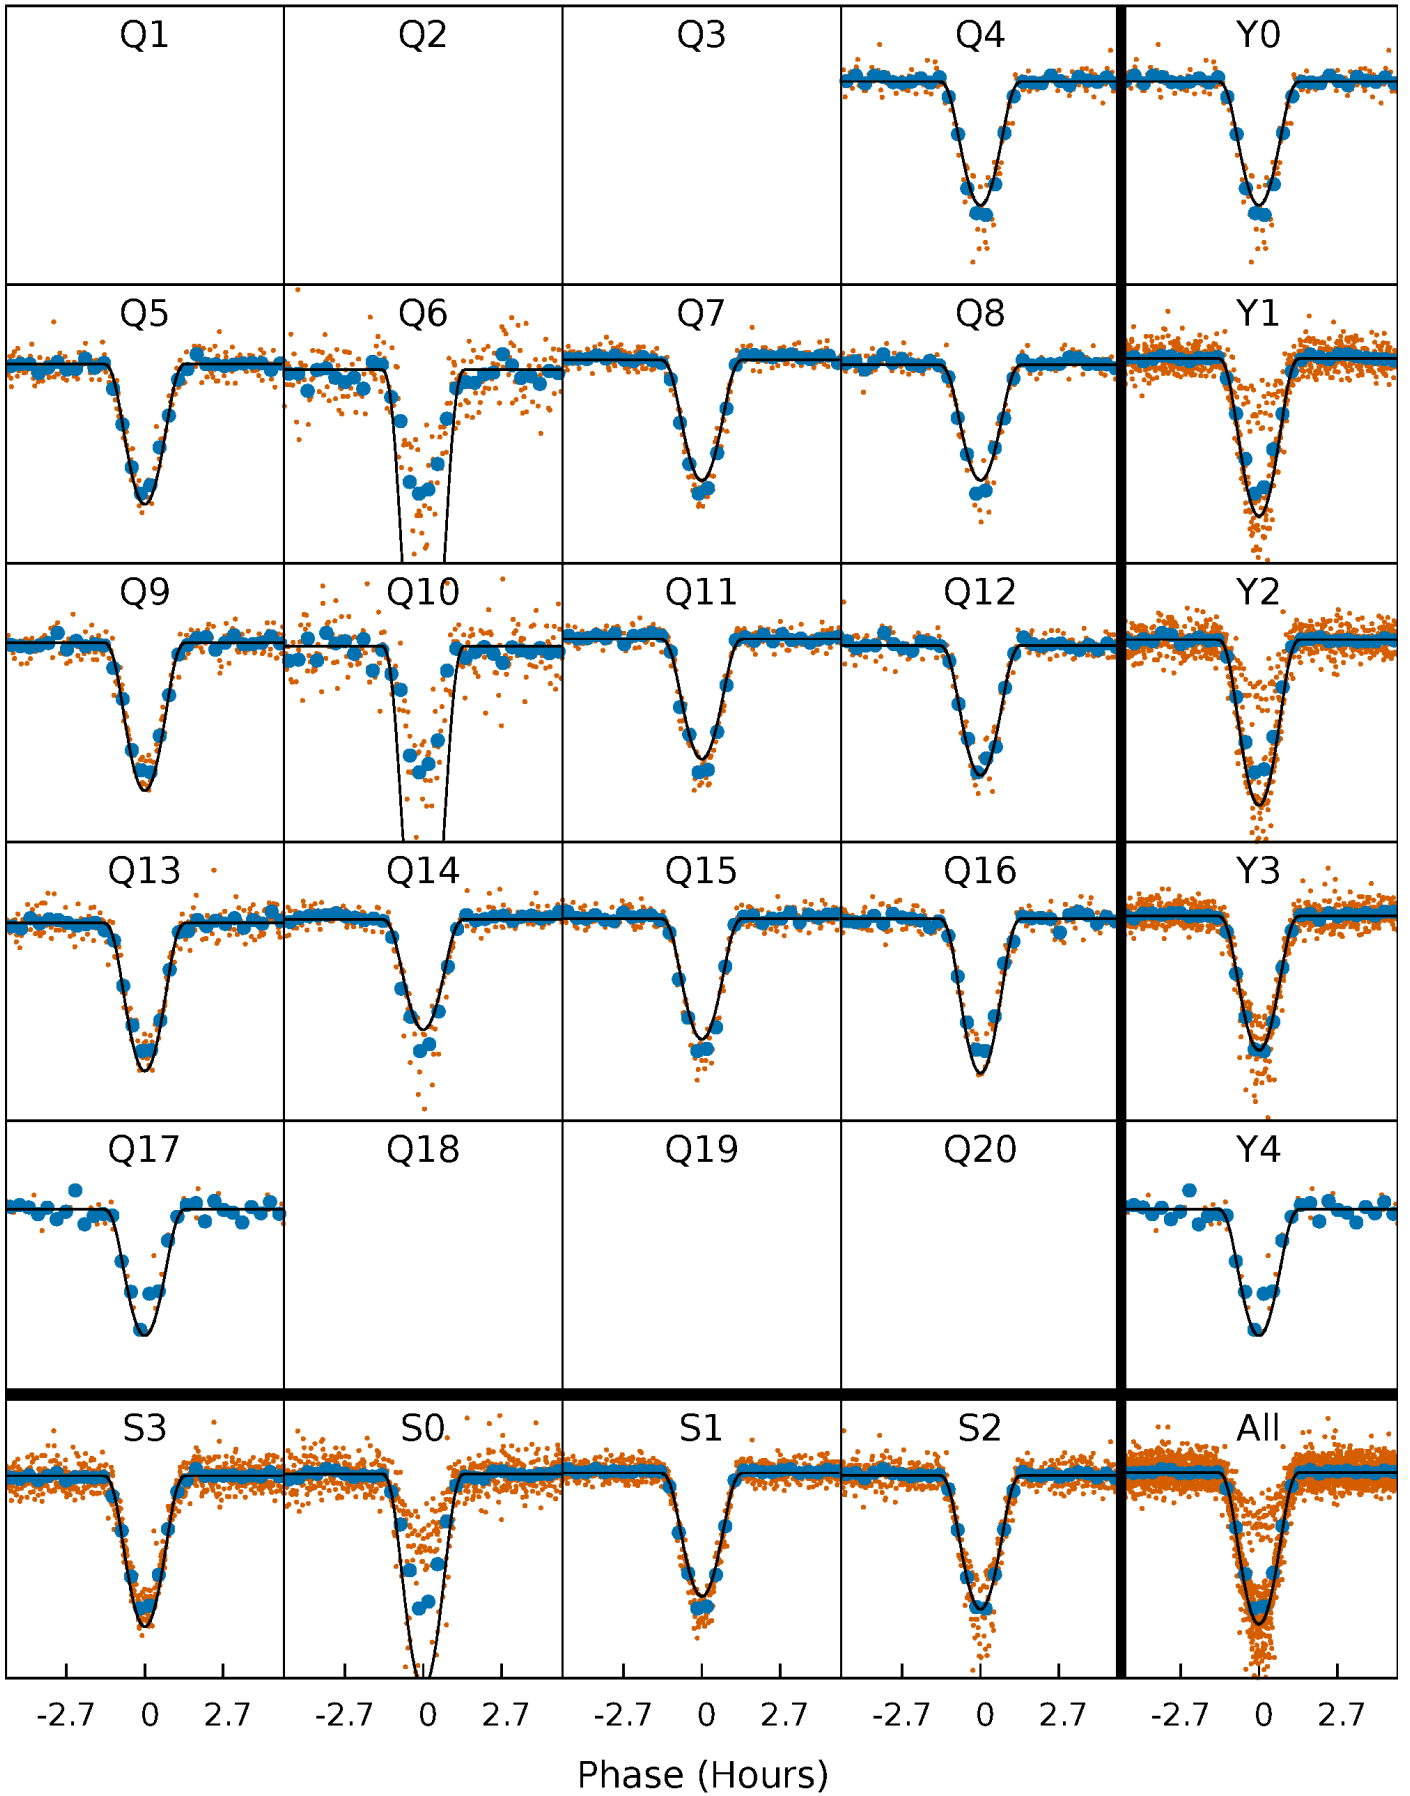 Q1 Q2 Q3 Q4 Y0
Q5 Q6 Q7 Q8 Y1
Q9 Q10 Q11 Q12 Y2
Q13 Q14 Q15 Q16 Y3
Q17 Q18 Q19 Q20 Y4
S3 S0 S1 S2 All
-2.7 0 2.7 -2.7 0 2.7 -2.7 0 2.7 -2.7 0 2.7 -2.7 0 2.7
Phase (Hours)